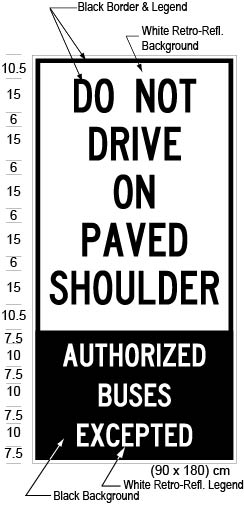 Black Border & Legend
White Retro-Refl.
Background
10.5
15
6
15
6
15
6
15
6
15
10.5
7.5
10
7.5
10
7.5
10
7.5
DO NOT
DRIVE
ON
PAVED
SHOULDER
AUTHORIZED
BUSES
EXCEPTED
(90 x 180) cm
White Retro-Refl. Legend
Black Background